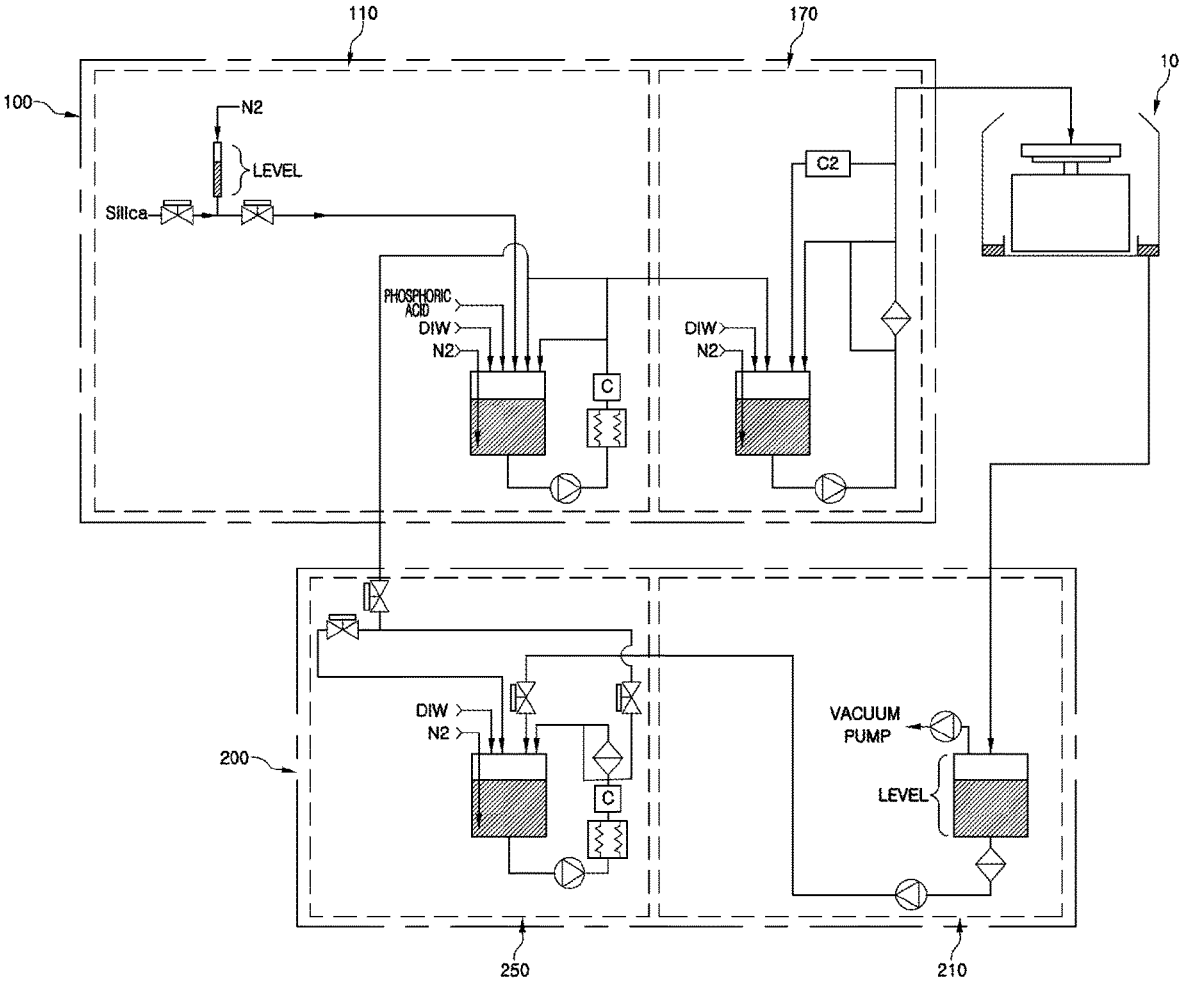 110
170
10
100
N2
LEVEL
C2
Silica
PHOSPHORIC
ACID
DIW
N2
DIW
N2
C
DIW
N2
VACUUM
PUMP
200
LEVEL
C
250
210